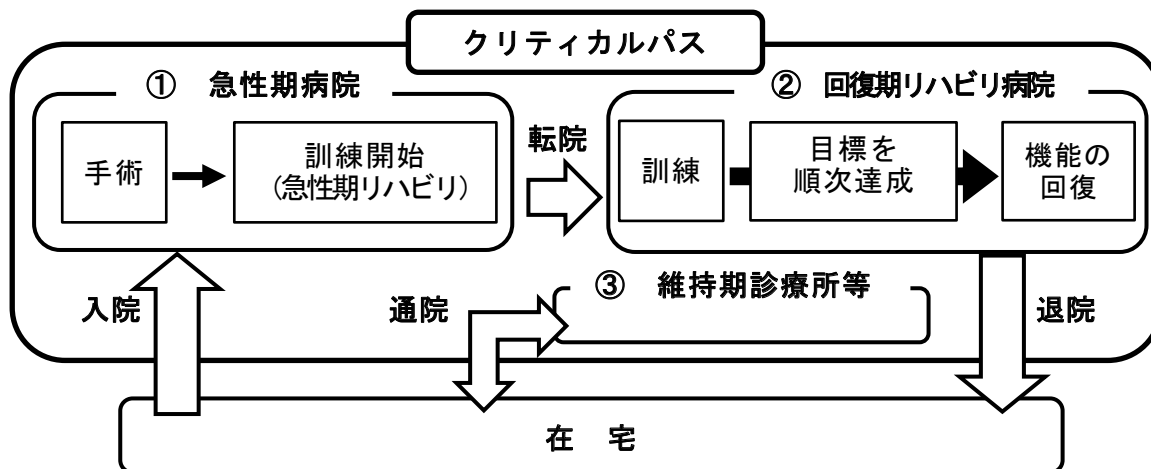 クリティカルパス
① 急性期病院
手術
訓練開始
(急性期リハビリ)
転院
② 回復期リハビリ病院
訓練
目標を
順次達成
機能の
回復
入院
通院
③ 維持期診療所等
退院
在 宅